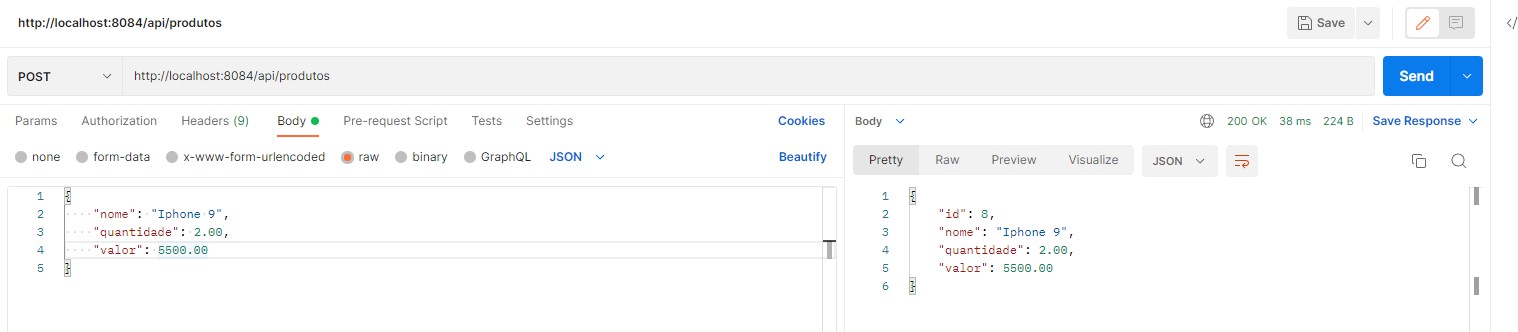 http://localhost:8084/api/produtos
Save
</>
POST http://localhost:8084/api/produtos
Send
Params Authorization Headers (9) Body Pre-request Script Tests Settings Cookies
none form-data x-www-form-urlencoded raw binary GraphQL JSON Beautify
1 {
2 "nome": "Iphone 9",
3 "quantidade": 2.00,
4 "valor": 5500.00
5 }
Body 200 OK 38 ms 224 B Save Response
Pretty Raw Preview Visualize JSON
1 {
2 "id": 8,
3 "nome": "Iphone 9",
4 "quantidade": 2.00,
5 "valor": 5500.00
6 }